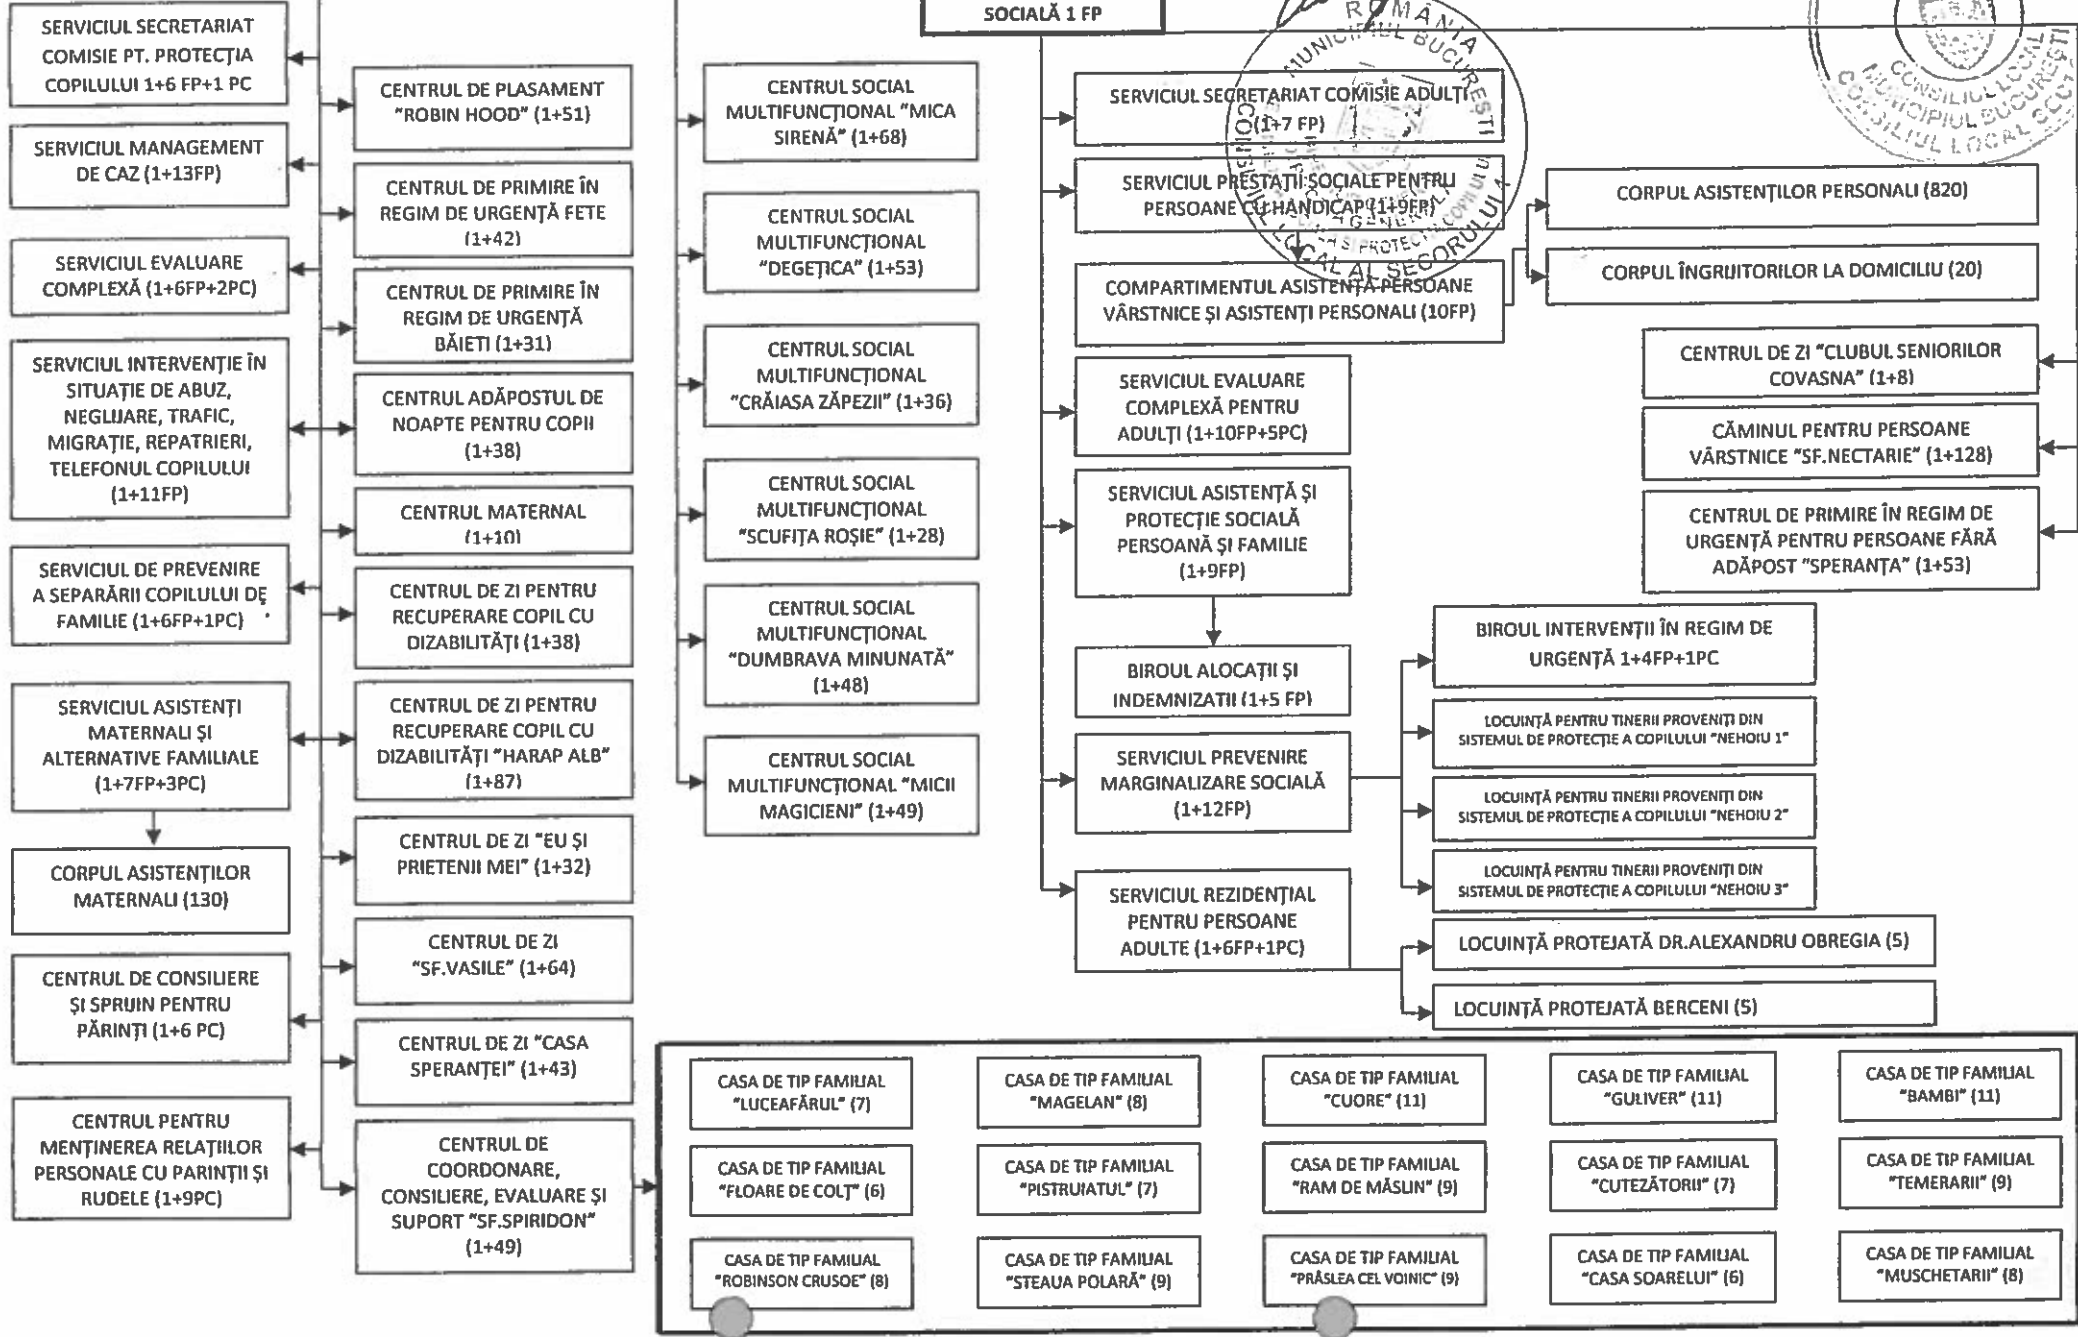 SERVICIUL SECRETARIAT
COMISIE PT. PROTECȚIA
COPILULUI 1+6 FP+1 PC
SERVICIUL MANAGEMENT
DE CAZ (1+13FP)
SERVICIUL EVALUARE
COMPLEXĂ (1+6FP+2PC)
SERVICIUL INTERVENȚIE ÎN
SITUAȚIE DE ABUZ,
NEGLIJARE, TRAFIC,
MIGRAȚIE, REPATRIERI,
TELEFONUL COPILULUI
(1+11FP)
SERVICIUL DE PREVENIRE
A SEPARĂRII COPILULUI DE
FAMILIE (1+6FP+1PC)
SERVICIUL ASISTENȚI
MATERNALI ȘI
ALTERNATIVE FAMILIALE
(1+7FP+3PC)
CORPUL ASISTENȚILOR
MATERNALI (130)
CENTRUL DE CONSILIERE
ȘI SPRIJIN PENTRU
PĂRINȚI (1+6 PC)
CENTRUL PENTRU
MENȚINEREA RELAȚIILOR
PERSONALE CU PARINȚII ȘI
RUDELE (1+9PC)
CENTRUL DE PLASAMENT
"ROBIN HOOD" (1+51)
CENTRUL DE PRIMIRE ÎN
REGIM DE URGENȚĂ FETE
(1+42)
CENTRUL DE PRIMIRE ÎN
REGIM DE URGENȚĂ
BĂIETI (1+31)
CENTRUL ADĂPOSTUL DE
NOAPTE PENTRU COPII
(1+38)
CENTRUL MATERNAL
(1+10)
CENTRUL DE ZI PENTRU
RECUPERARE COPIL CU
DIZABILITĂȚI (1+38)
CENTRUL DE ZI PENTRU
RECUPERARE COPIL CU
DIZABILITĂȚI "HARAP ALB"
(1+87)
CENTRUL DE ZI "EU ȘI
PRIETENII MEI" (1+32)
CENTRUL DE ZI
"SF.VASILE" (1+64)
CENTRUL DE ZI "CASA
SPERANȚEI" (1+43)
CENTRUL DE
COORDONARE,
CONSILIERE, EVALUARE ȘI
SUPORT "SF.SPIRIDON"
(1+49)
CENTRUL SOCIAL
MULTIFUNCȚIONAL "MICA
SIRENĂ" (1+68)
CENTRUL SOCIAL
MULTIFUNCȚIONAL
"DEGEȚICA" (1+53)
CENTRUL SOCIAL
MULTIFUNCȚIONAL
"CRĂIASA ZĂPEZII" (1+36)
CENTRUL SOCIAL
MULTIFUNCȚIONAL
"SCUFIȚA ROȘIE" (1+28)
CENTRUL SOCIAL
MULTIFUNCȚIONAL
"DUMBRAVA MINUNATĂ"
(1+48)
CENTRUL SOCIAL
MULTIFUNCȚIONAL "MICII
MAGICIENI" (1+49)
SOCIALĂ 1 FP
SERVICIUL SECRETARIAT COMISIE ADULȚI
(1+7 FP)
SERVICIUL PRESTAȚII SOCIALE PENTRU
PERSOANE CU HANDICAP (1+9FP)
COMPARTIMENTUL ASISTENȚĂ PERSOANE
VÂRSTNICE ȘI ASISTENȚI PERSONALI (10FP)
SERVICIUL EVALUARE
COMPLEXĂ PENTRU
ADULȚI (1+10FP+5PC)
SERVICIUL ASISTENȚĂ ȘI
PROTECȚIE SOCIALĂ
PERSOANĂ ȘI FAMILIE
(1+9FP)
BIROUL ALOCAȚII ȘI
INDEMNIZATII (1+5 FP)
SERVICIUL PREVENIRE
MARGINALIZARE SOCIALĂ
(1+12FP)
SERVICIUL REZIDENȚIAL
PENTRU PERSOANE
ADULTE (1+6FP+1PC)
CORPUL ASISTENȚILOR PERSONALI (820)
CORPUL ÎNGRIJITORILOR LA DOMICILIU (20)
CENTRUL DE ZI "CLUBUL SENIORILOR
COVASNA" (1+8)
CĂMINUL PENTRU PERSOANE
VÂRSTNICE "SF.NECTARIE" (1+128)
CENTRUL DE PRIMIRE ÎN REGIM DE
URGENȚĂ PENTRU PERSOANE FĂRĂ
ADĂPOST "SPERANȚA" (1+53)
BIROUL INTERVENȚII ÎN REGIM DE
URGENȚĂ 1+4FP+1PC
LOCUINȚĂ PENTRU TINERII PROVENIȚI DIN
SISTEMUL DE PROTECȚIE A COPILULUI "NEHOIU 1"
LOCUINȚĂ PENTRU TINERII PROVENIȚI DIN
SISTEMUL DE PROTECȚIE A COPILULUI "NEHOIU 2"
LOCUINȚĂ PENTRU TINERII PROVENIȚI DIN
SISTEMUL DE PROTECȚIE A COPILULUI "NEHOIU 3"
LOCUINȚĂ PROTEJATĂ DR.ALEXANDRU OBREGIA (5)
LOCUINȚĂ PROTEJATĂ BERCENI (5)
CASA DE TIP FAMILIAL
"LUCEAFĂRUL" (7)
CASA DE TIP FAMILIAL
"MAGELAN" (8)
CASA DE TIP FAMILIAL
"CUORE" (11)
CASA DE TIP FAMILIAL
"GULIVER" (11)
CASA DE TIP FAMILIAL
"BAMBI" (11)
CASA DE TIP FAMILIAL
"FLOARE DE COLȚ" (6)
CASA DE TIP FAMILIAL
"PISTRUIATUL" (7)
CASA DE TIP FAMILIAL
"RAM DE MĂSLIN" (9)
CASA DE TIP FAMILIAL
"CUTEZĂTORII" (7)
CASA DE TIP FAMILIAL
"TEMERARII" (9)
CASA DE TIP FAMILIAL
"ROBINSON CRUSOE" (8)
CASA DE TIP FAMILIAL
"STEAUA POLARĂ" (9)
CASA DE TIP FAMILIAL
"PRÂSLEA CEL VOINIC" (9)
CASA DE TIP FAMILIAL
"CASA SOARELUI" (6)
CASA DE TIP FAMILIAL
"MUSCHETARII" (8)
ROMÂNIA
MUNICIPIUL BUCUREȘTI
CONSILIUL LOCAL AL SECTORULUI 4
CONSILIUL LOCAL
MUNICIPIUL BUCUREȘTI
CONSILIUL LOCAL